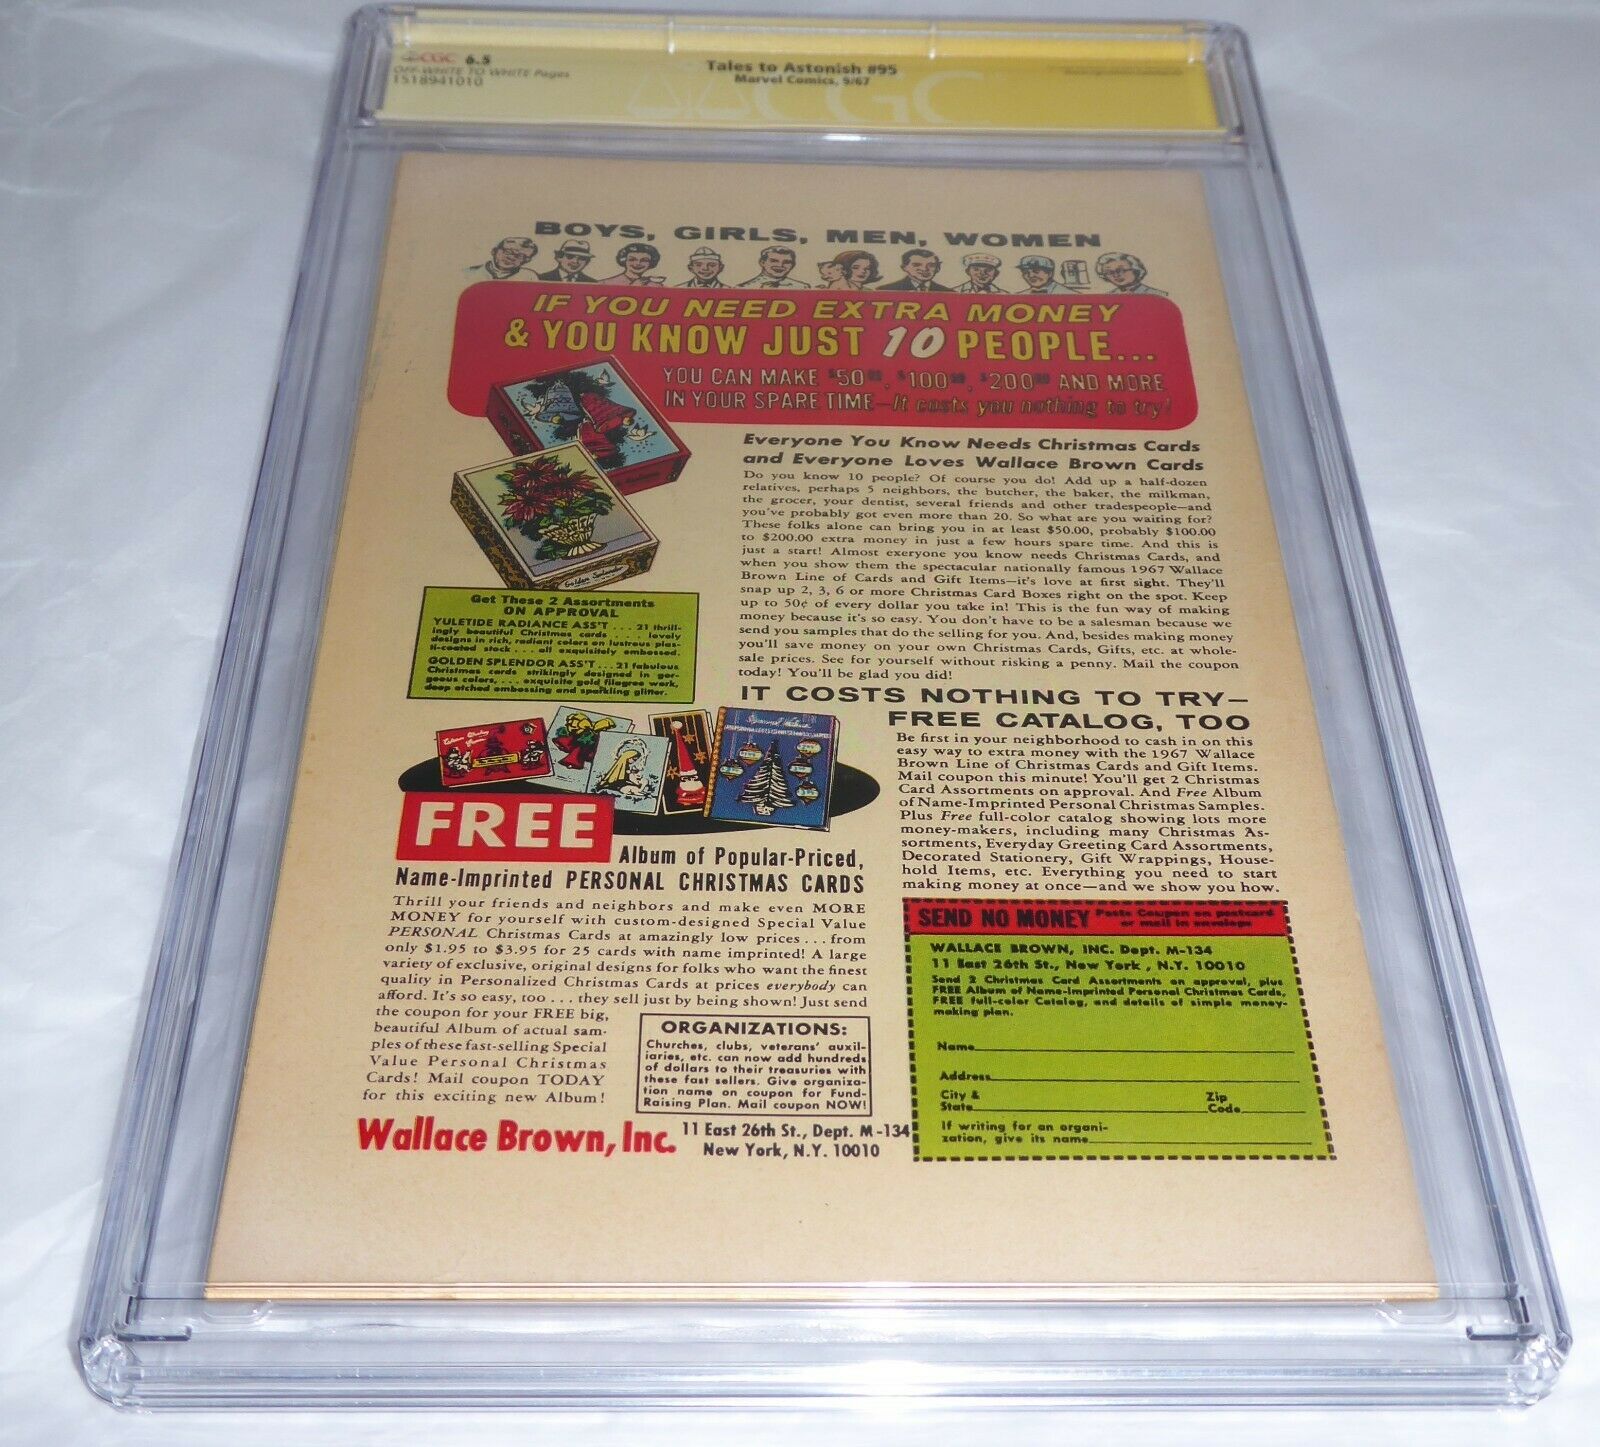 CGC 6.5
OFF-WHITE TO WHITE Pages
1518941010
Tales to Astonish #95
Marvel Comics, 9/67
CGC
BOYS, GIRLS, MEN, WOMEN
IF YOU NEED EXTRA MONEY
& YOU KNOW JUST 10 PEOPLE...
YOU CAN MAKE $50.00, $100.00, $200.00 AND MORE
IN YOUR SPARE TIME—It costs you nothing to try!
Everyone You Know Needs Christmas Cards
and Everyone Loves Wallace Brown Cards
Do you know 10 people? Of course you do! Add up a half-dozen
relatives, perhaps 5 neighbors, the butcher, the baker, the milkman,
the grocer, your dentist, several friends and other tradespeople—and
you've probably got even more than 20. So what are you waiting for?
These folks alone can bring you in at least $50.00, probably $100.00
to $200.00 extra money in just a few hours spare time. And this is
just a start! Almost exeryone you know needs Christmas Cards, and
when you show them the spectacular nationally famous 1967 Wallace
Brown Line of Cards and Gift Items—it's love at first sight. They'll
snap up 2, 3, 6 or more Christmas Card Boxes right on the spot. Keep
up to 50¢ of every dollar you take in! This is the fun way of making
money because it's so easy. You don't have to be a salesman because we
send you samples that do the selling for you. And, besides making money
you'll save money on your own Christmas Cards, Gifts, etc. at whole-
sale prices. See for yourself without risking a penny. Mail the coupon
today! You'll be glad you did!
Golden Splendor
Get These 2 Assortments
ON APPROVAL
YULETIDE RADIANCE ASS'T . . . 21 thrill-
ingly beautiful Christmas cards . . . . lovely
designs in rich, radiant colors on lustrous plas-
ti-coated stock . . . all exquisitely embossed.
GOLDEN SPLENDOR ASS'T . . . 21 fabulous
Christmas cards strikingly designed in gor-
geous colors, . . . exquisite gold filagree work,
deep etched embossing and sparkling glitter.
IT COSTS NOTHING TO TRY—
FREE CATALOG, TOO
Be first in your neighborhood to cash in on this
easy way to extra money with the 1967 Wallace
Brown Line of Christmas Cards and Gift Items.
Mail coupon this minute! You'll get 2 Christmas
Card Assortments on approval. And Free Album
of Name-Imprinted Personal Christmas Samples.
Plus Free full-color catalog showing lots more
money-makers, including many Christmas As-
sortments, Everyday Greeting Card Assortments,
Decorated Stationery, Gift Wrappings, House-
hold Items, etc. Everything you need to start
making money at once—and we show you how.
FREE
Album of Popular-Priced,
Name-Imprinted PERSONAL CHRISTMAS CARDS
Thrill your friends and neighbors and make even MORE
MONEY for yourself with custom-designed Special Value
PERSONAL Christmas Cards at amazingly low prices . . . from
only $1.95 to $3.95 for 25 cards with name imprinted! A large
variety of exclusive, original designs for folks who want the finest
quality in Personalized Christmas Cards at prices everybody can
afford. It's so easy, too . . . they sell just by being shown! Just send
the coupon for your FREE big,
beautiful Album of actual sam-
ples of these fast-selling Special
Value Personal Christmas
Cards! Mail coupon TODAY
for this exciting new Album!
ORGANIZATIONS:
Churches, clubs, veterans' auxil-
iaries, etc. can now add hundreds
of dollars to their treasuries with
these fast sellers. Give organiza-
tion name on coupon for Fund-
Raising Plan. Mail coupon NOW!
Wallace Brown, Inc.
11 East 26th St., Dept. M-134
New York, N.Y. 10010
SEND NO MONEY Paste Coupon on postcard
or mail in envelope
WALLACE BROWN, INC. Dept. M-134
11 East 26th St., New York, N.Y. 10010
Send 2 Christmas Card Assortments on approval, plus
FREE Album of Name-Imprinted Personal Christmas Cards,
FREE full-color Catalog, and details of simple money-
making plan.
Name
Address
City &
State
Zip
Code
If writing for an organi-
zation, give its name